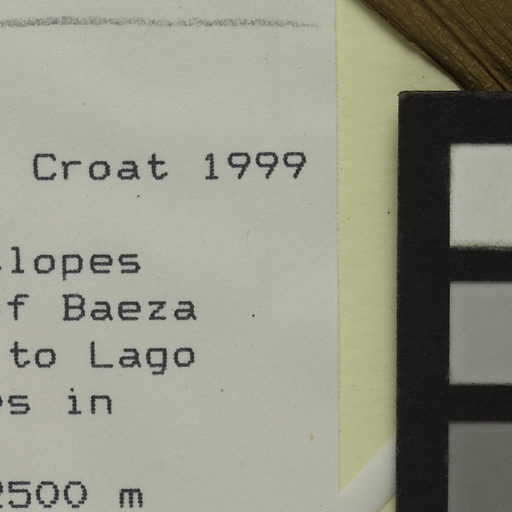 Croat 1999
lopes
f Baeza
to Lago
s in
2500 m